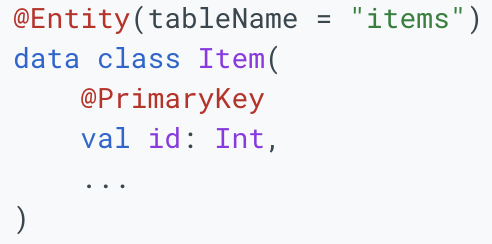 @Entity(tableName = "items")
data class Item(
    @PrimaryKey
    val id: Int,
    ...
)